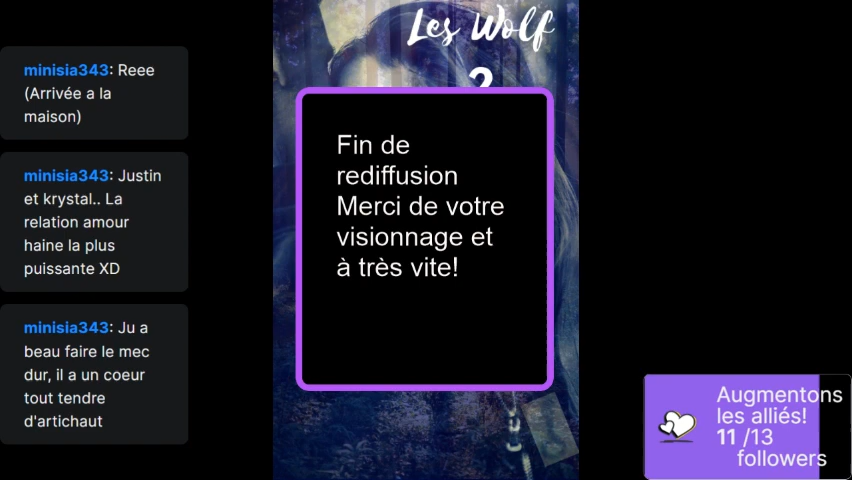 Les Wolf
2
minisia343: Reee
(Arrivée a la
maison)
minisia343: Justin
et krystal.. La
relation amour
haine la plus
puissante XD
minisia343: Ju a
beau faire le mec
dur, il a un coeur
tout tendre
d'artichaut
Fin de
rediffusion
Merci de votre
visionnage et
à très vite!
Augmentons
les alliés!
11 /13
followers